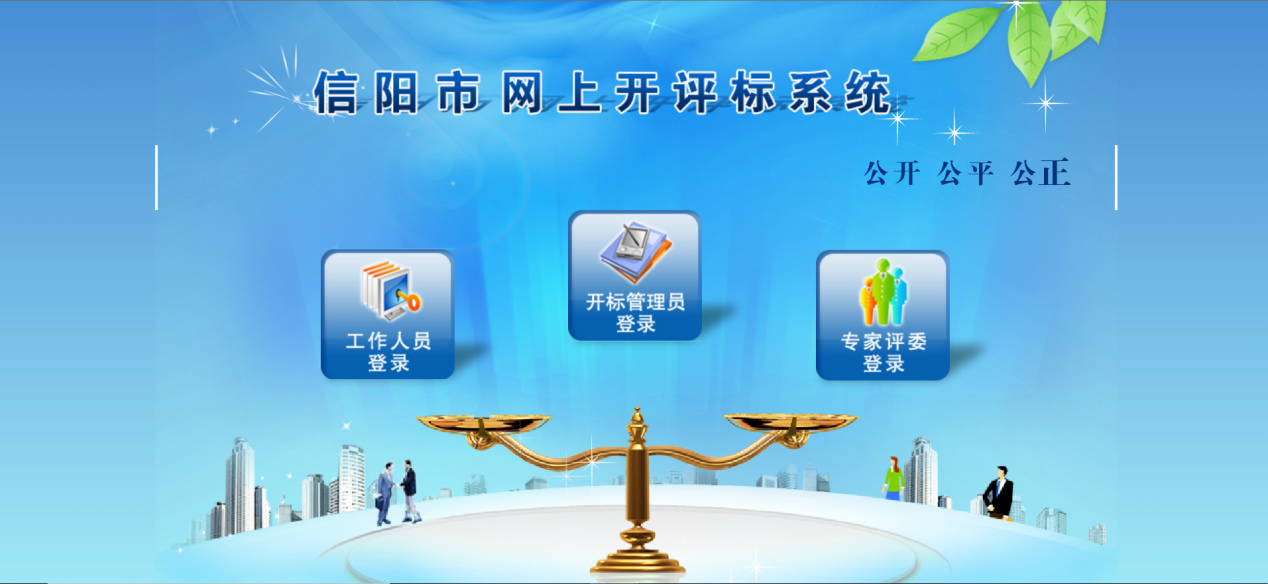 信阳市网上开评标系统
公开 公平 公正
工作人员
登录
开标管理员
登录
专家评委
登录